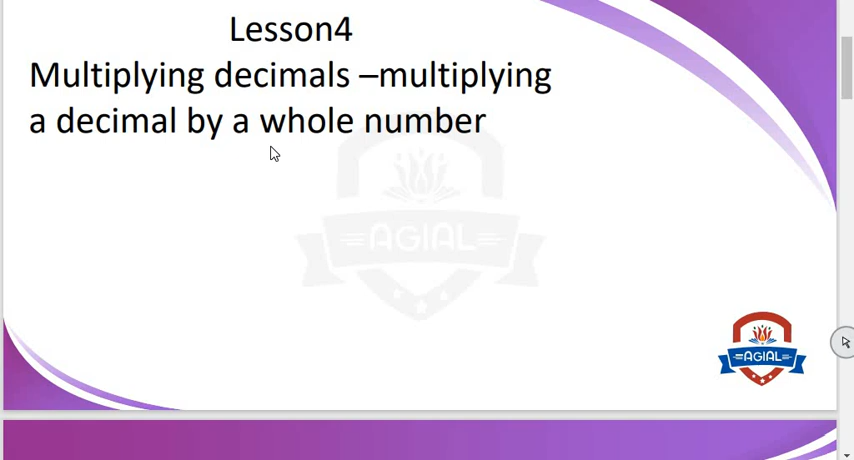 Lesson4
Multiplying decimals –multiplying
a decimal by a whole number
=AGIAL=
=AGIAL=